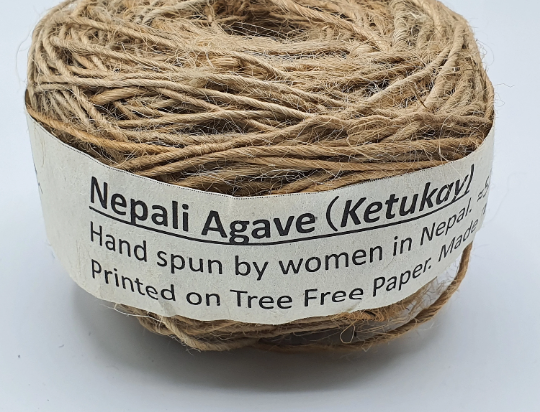 Nepali Agave (Ketukay)
Hand spun by women in Nepal.
Printed on Tree Free Paper. Made